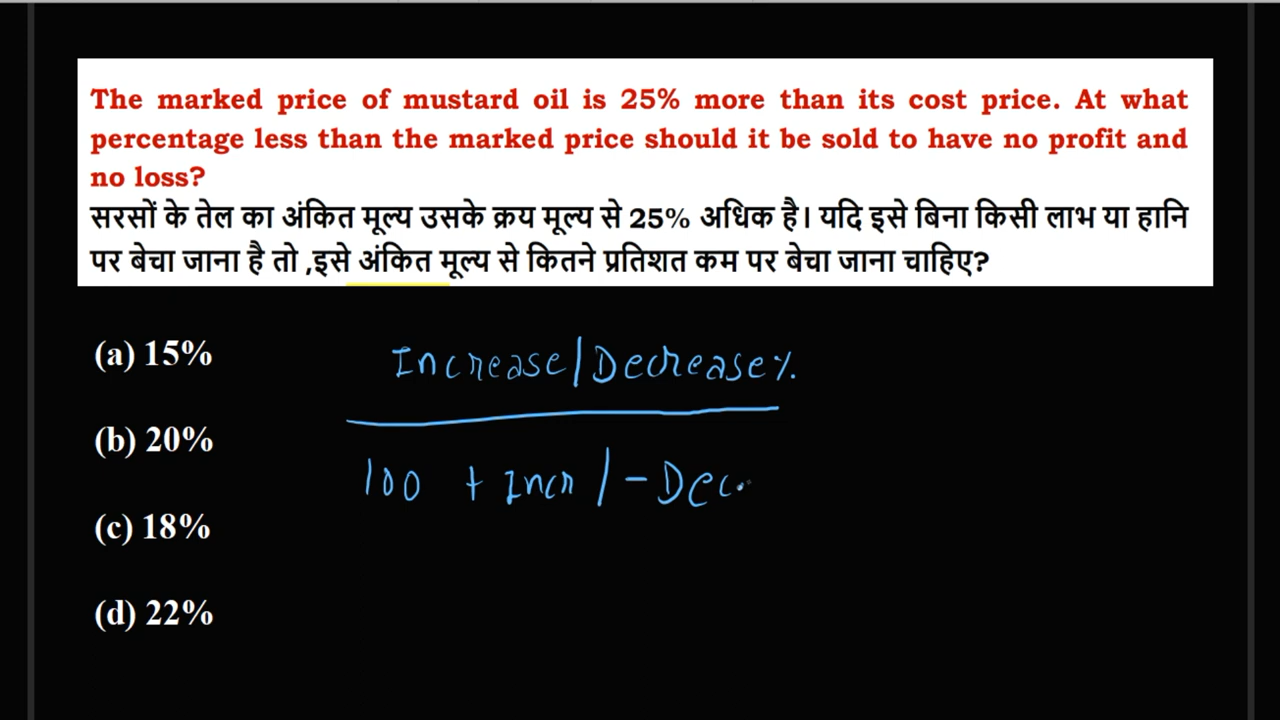 The marked price of mustard oil is 25% more than its cost price. At what
percentage less than the marked price should it be sold to have no profit and
no loss?
सरसों के तेल का अंकित मूल्य उसके क्रय मूल्य से 25% अधिक है। यदि इसे बिना किसी लाभ या हानि
पर बेचा जाना है तो ,इसे अंकित मूल्य से कितने प्रतिशत कम पर बेचा जाना चाहिए?
(a) 15%
(b) 20%
(c) 18%
(d) 22%
Increase/Decrease%
100 + Incr / - Dec